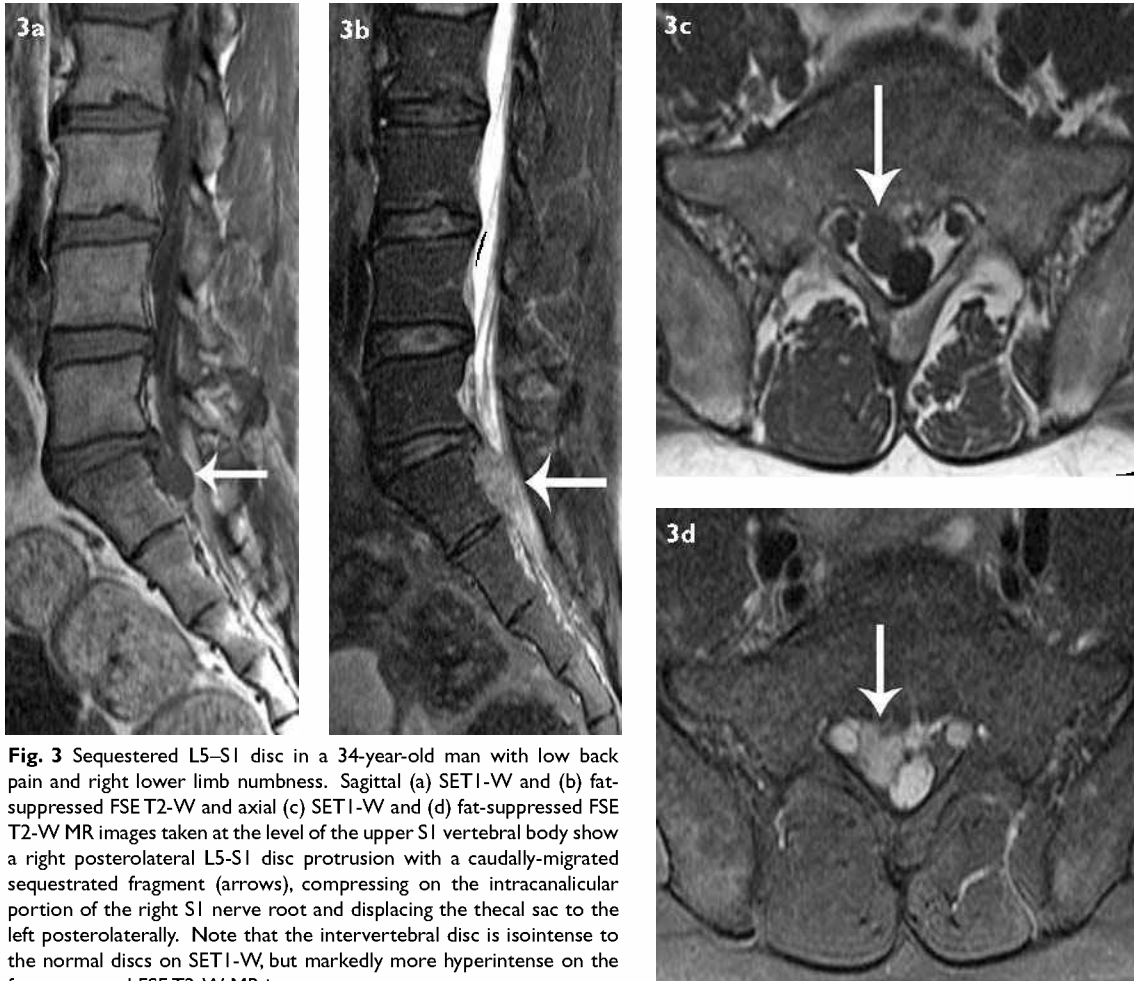 3a
3b
3c
3d
Fig. 3 Sequestered L5–S1 disc in a 34-year-old man with low back
pain and right lower limb numbness. Sagittal (a) SET1-W and (b) fat-
suppressed FSE T2-W and axial (c) SET1-W and (d) fat-suppressed FSE
T2-W MR images taken at the level of the upper S1 vertebral body show
a right posterolateral L5-S1 disc protrusion with a caudally-migrated
sequestrated fragment (arrows), compressing on the intracanalicular
portion of the right S1 nerve root and displacing the thecal sac to the
left posterolaterally. Note that the intervertebral disc is isointense to
the normal discs on SET1-W, but markedly more hyperintense on the